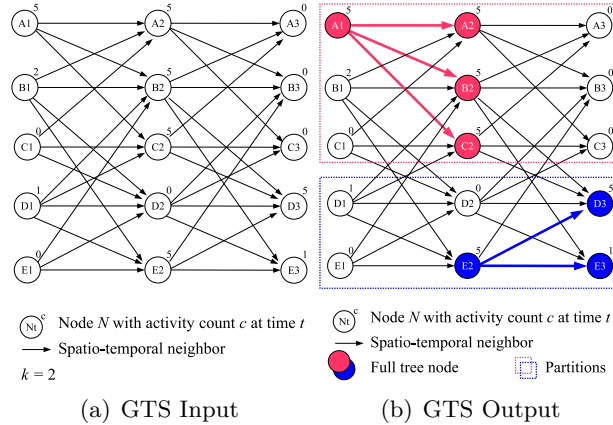 5 5 0
A1 A2 A3
2 5 0
B1 B2 B3
0 5 0
C1 C2 C3
1 0 5
D1 D2 D3
0 5 1
E1 E2 E3
Nt c Node N with activity count c at time t
Spatio-temporal neighbor
k = 2
(a) GTS Input
5 5 0
A1 A2 A3
2 5 0
B1 B2 B3
0 5 0
C1 C2 C3
1 0 5
D1 D2 D3
0 5 1
E1 E2 E3
Nt c Node N with activity count c at time t
Spatio-temporal neighbor
Full tree node Partitions
(b) GTS Output